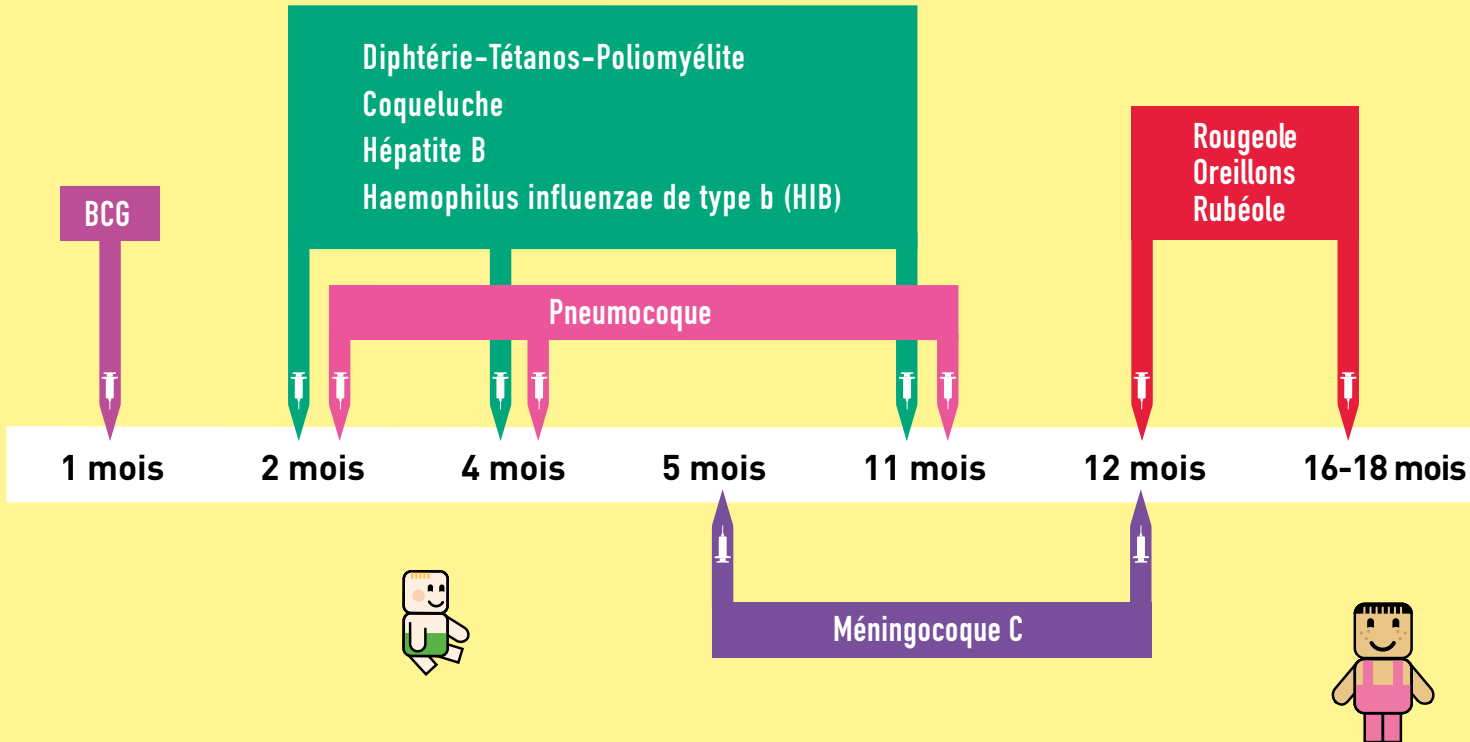 Diphtérie-Tétanos-Poliomyélite
Coqueluche
Hépatite B
Haemophilus influenzae de type b (HIB)
Rougeole
Oreillons
Rubéole
BCG
Pneumocoque
1 mois
2 mois
4 mois
5 mois
11 mois
12 mois
16-18 mois
Méningocoque C